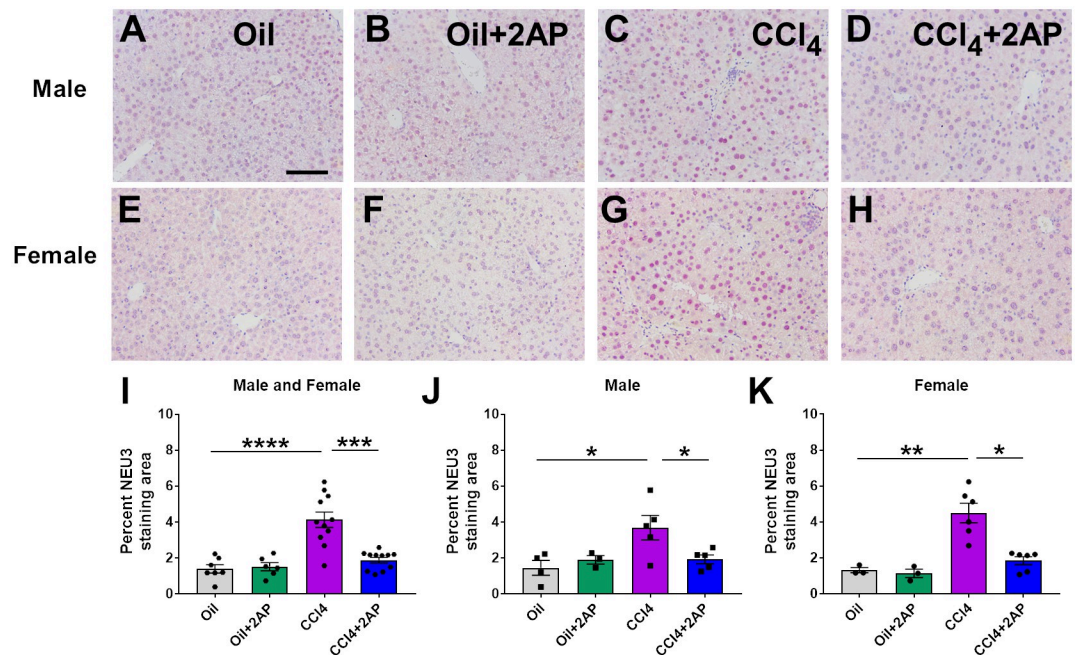 A Oil
B Oil+2AP
C CCl4
D CCl4+2AP
Male
E
F
G
H
Female
I
Male and Female
Percent NEU3
staining area
10
8
6
4
2
0
****
***
Oil
Oil+2AP
CCl4
CCl4+2AP
J
Male
Percent NEU3
staining area
10
8
6
4
2
0
*
*
Oil
Oil+2AP
CCl4
CCl4+2AP
K
Female
Percent NEU3
staining area
10
8
6
4
2
0
**
*
Oil
Oil+2AP
CCl4
CCl4+2AP